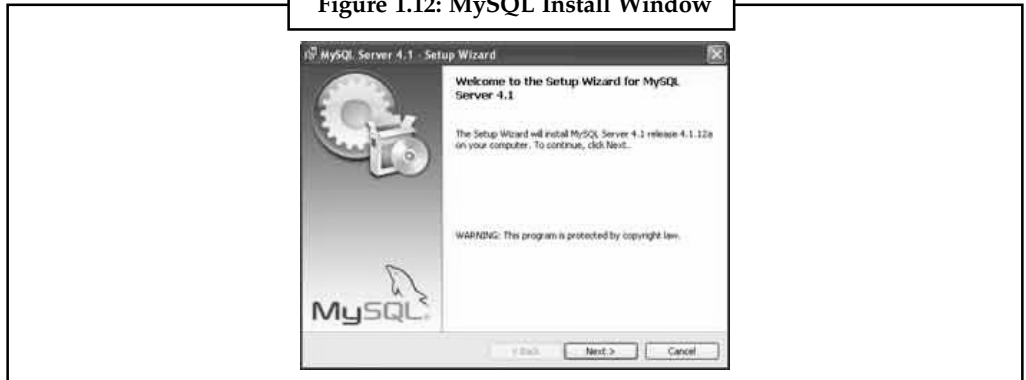 Figure 1.12: MySQL Install Window
MySQL Server 4.1 - Setup Wizard
Welcome to the Setup Wizard for MySQL
Server 4.1
The Setup Wizard will install MySQL Server 4.1 release 4.1.12a
on your computer. To continue, click Next.
WARNING: This program is protected by copyright law.
MySQL
< Back
Next >
Cancel